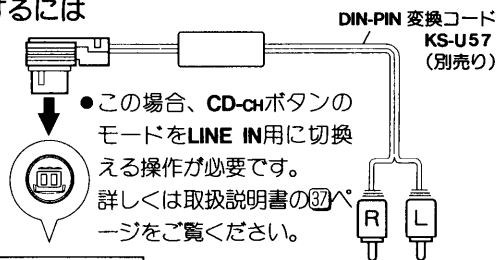 するには
DIN-PIN 変換コード
KS-U57
(別売り)
●この場合、CD-CHボタンの
モードをLINE IN用に切換
える操作が必要です。
詳しくは取扱説明書の37ペ
ージをご覧ください。
R L